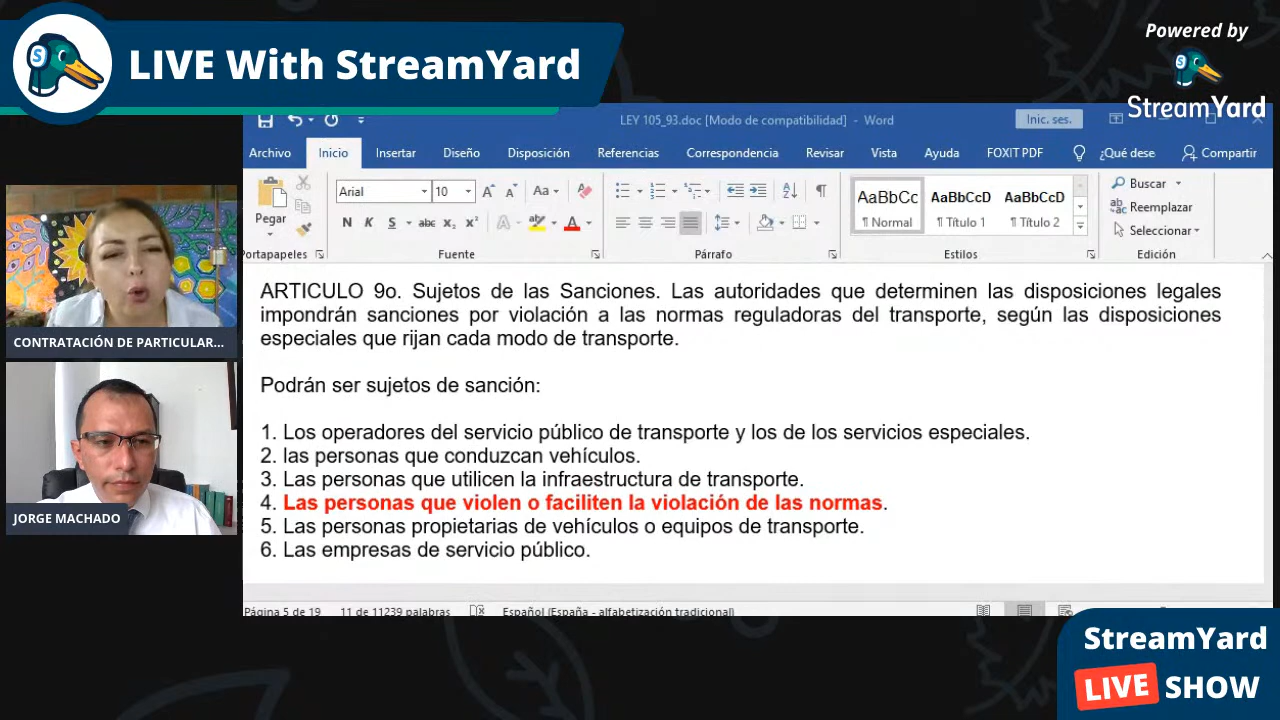 LIVE With StreamYard
Powered by
StreamYard
LEY 105_93.doc [Modo de compatibilidad] - Word
Inic. ses.
Archivo Inicio Insertar Diseño Disposición Referencias Correspondencia Revisar Vista Ayuda FOXIT PDF ¿Qué dese Compartir
Pegar
Arial 10
Aa
N K S abc x₂ x²
A
AaBbCc AaBbCcD AaBbCcD
¶ Normal ¶ Título 1 ¶ Título 2
Buscar
Reemplazar
Seleccionar
Portapapeles Fuente Párrafo Estilos Edición
ARTICULO 9o. Sujetos de las Sanciones. Las autoridades que determinen las disposiciones legales
impondrán sanciones por violación a las normas reguladoras del transporte, según las disposiciones
especiales que rijan cada modo de transporte.
Podrán ser sujetos de sanción:
1. Los operadores del servicio público de transporte y los de los servicios especiales.
2. las personas que conduzcan vehículos.
3. Las personas que utilicen la infraestructura de transporte.
4. Las personas que violen o faciliten la violación de las normas.
5. Las personas propietarias de vehículos o equipos de transporte.
6. Las empresas de servicio público.
Página 5 de 19 11 de 11239 palabras Español (España - alfabetización tradicional)
CONTRATACIÓN DE PARTICULAR...
JORGE MACHADO
StreamYard
LIVE SHOW